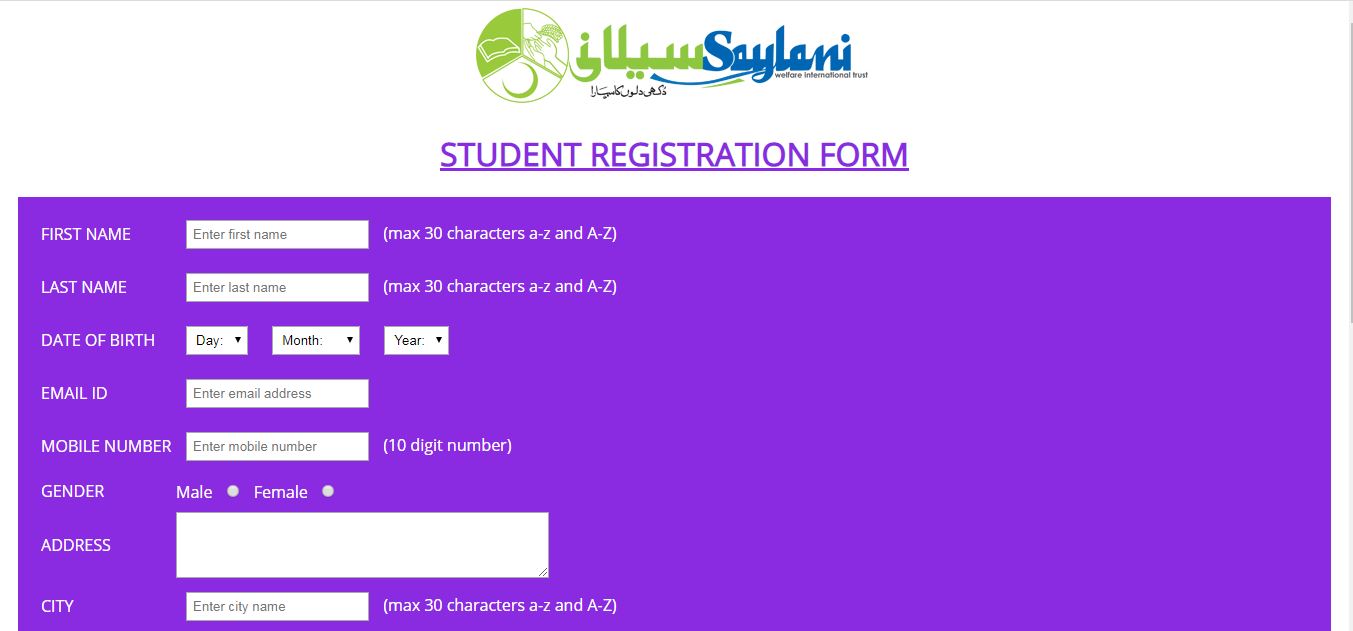 سیلانی Saylani
welfare international trust
دُکھی دلوں کا سہارا
STUDENT REGISTRATION FORM
FIRST NAME Enter first name (max 30 characters a-z and A-Z)
LAST NAME Enter last name (max 30 characters a-z and A-Z)
DATE OF BIRTH Day: Month: Year:
EMAIL ID Enter email address
MOBILE NUMBER Enter mobile number (10 digit number)
GENDER Male Female
ADDRESS
CITY Enter city name (max 30 characters a-z and A-Z)